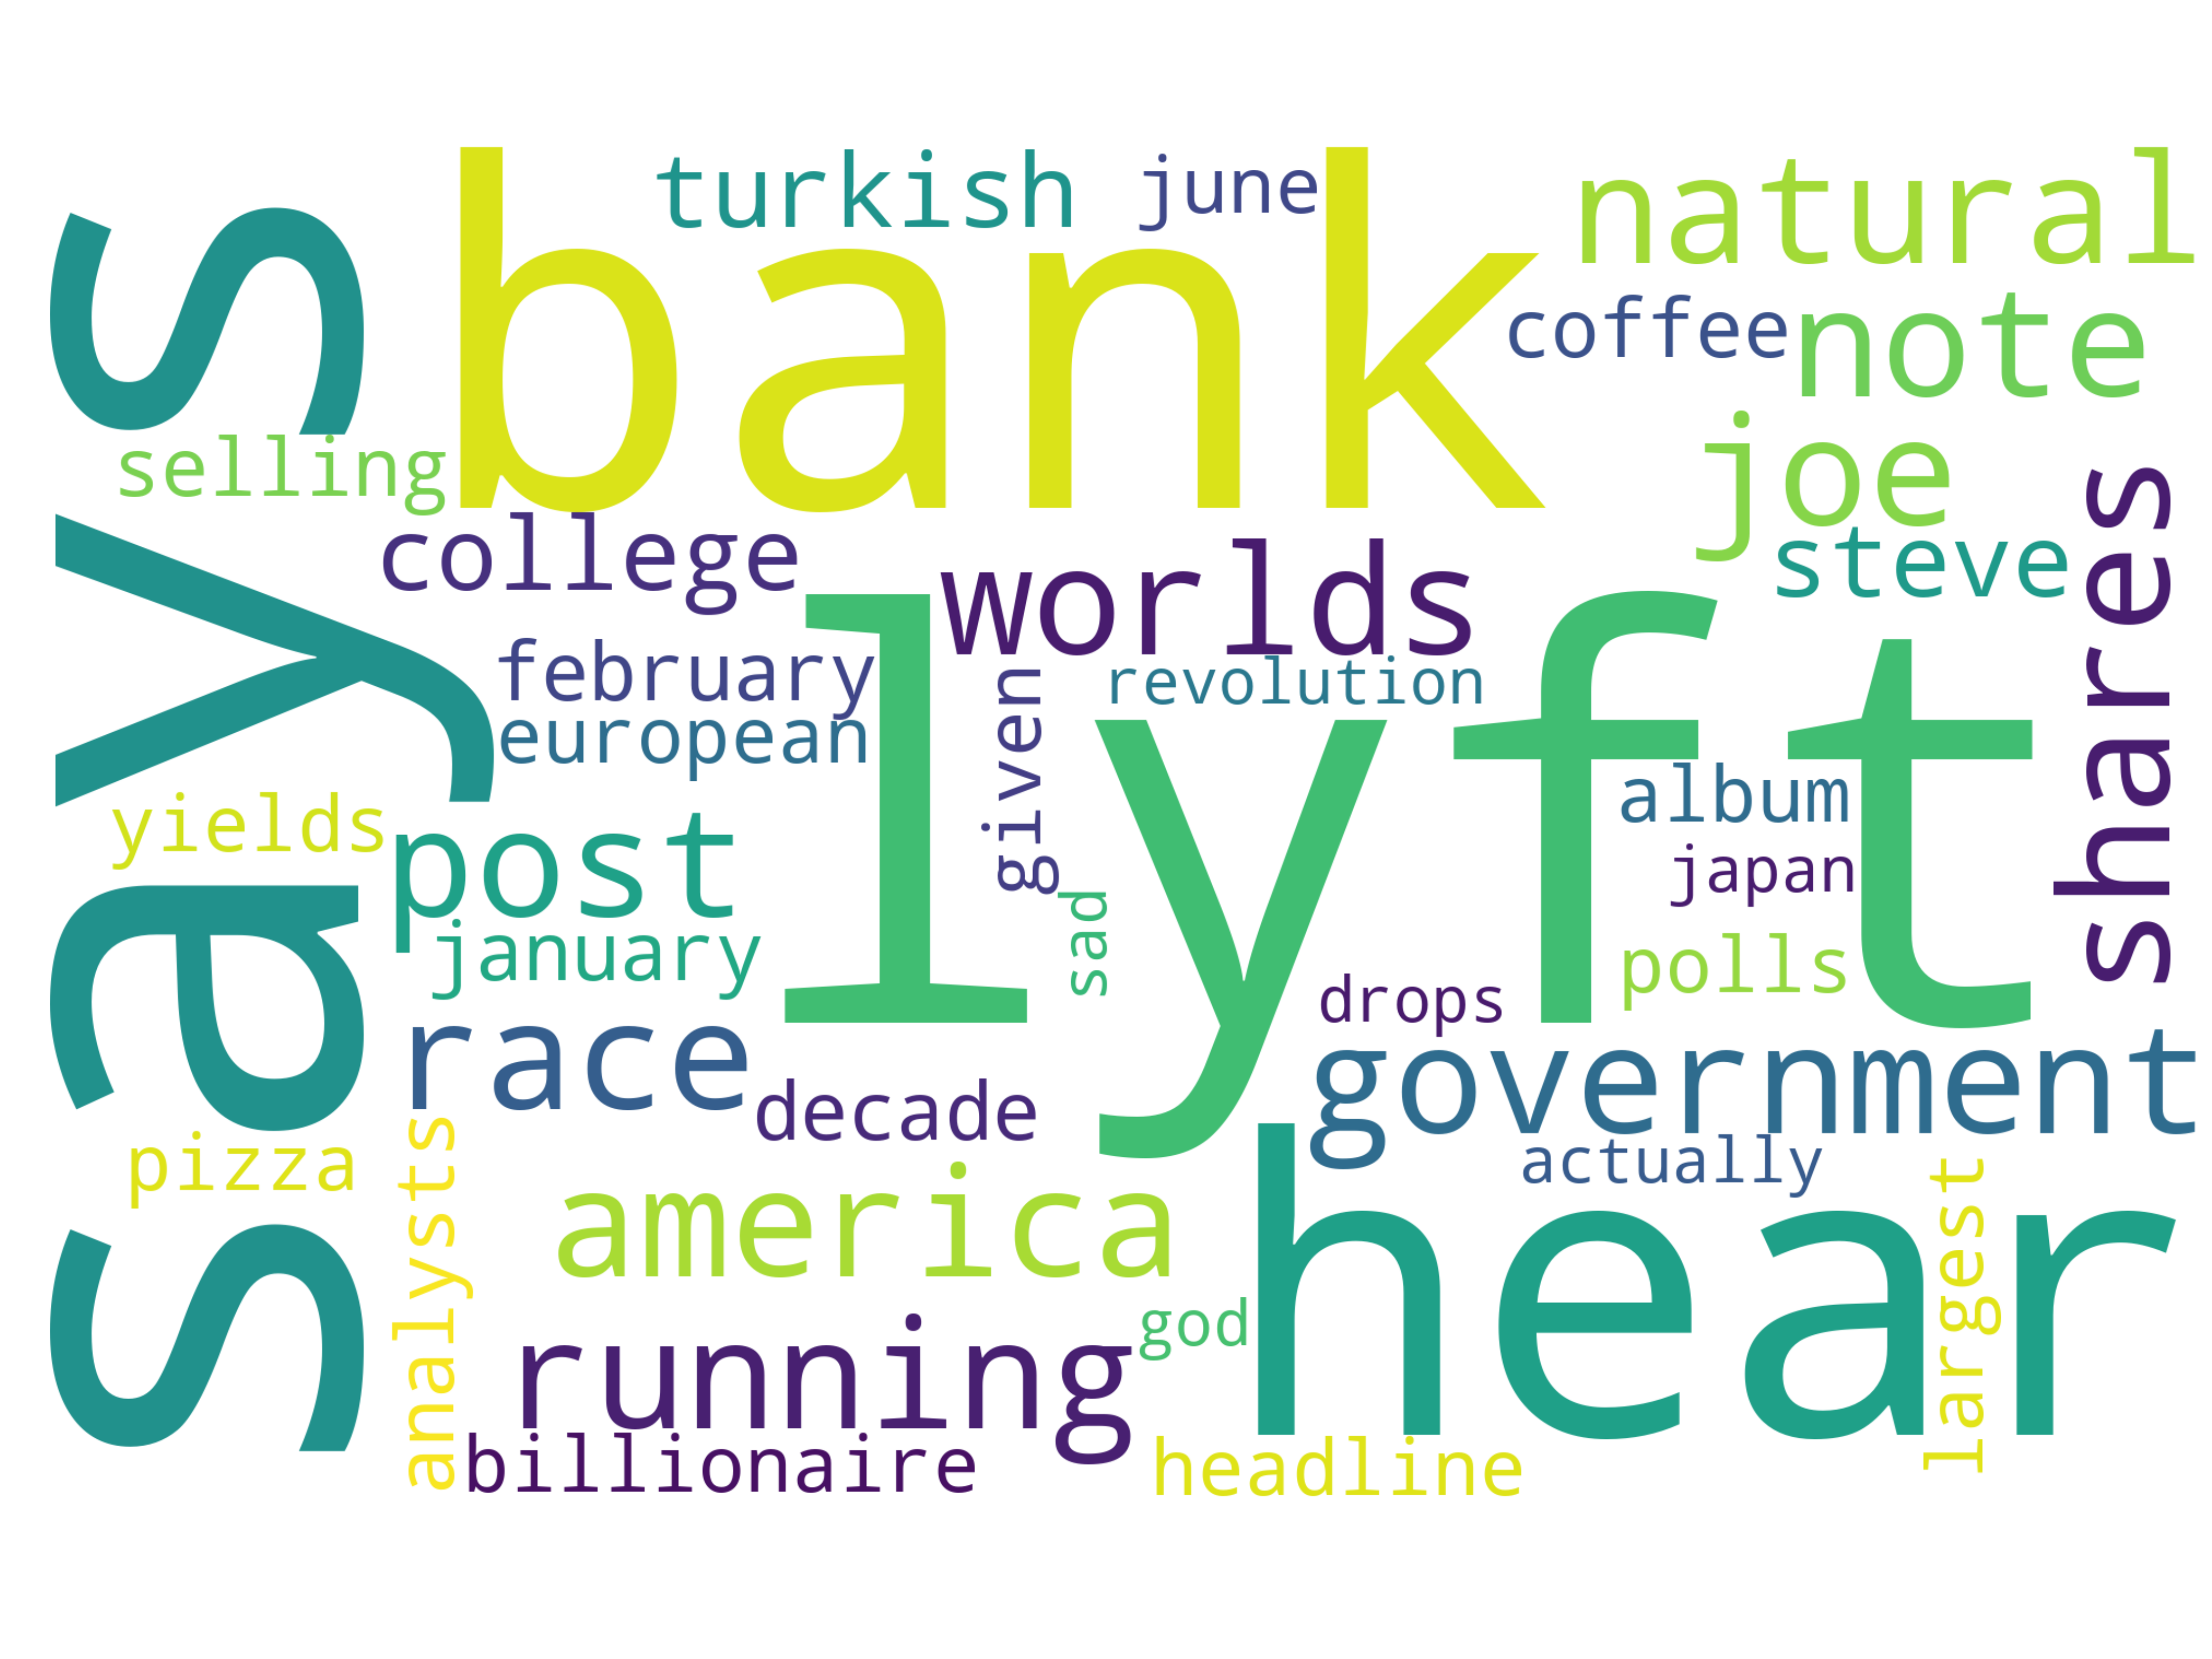 turkish june natural
says bank
coffee note
selling joe
college worlds steve shares
february given revolution
european lyft
yields post album
japan
january sad polls
drops
race decade government
pizza analysts america actually largest
god hear
running
billionaire headline